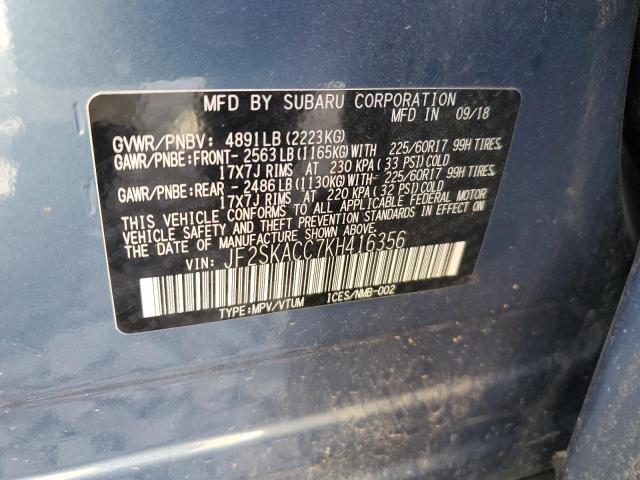 MFD BY SUBARU CORPORATION
MFD IN 09/18
GVWR/PNBV: 4891LB(2223KG)
GAWR/PNBE:FRONT- 2563LB(1165KG)WITH 225/60R17 99H TIRES,
17X7J RIMS AT 230 KPA(33 PSI)COLD
GAWR/PNBE:REAR - 2486LB(1130KG)WITH 225/60R17 99H TIRES,
17X7J RIMS AT 220 KPA(32 PSI)COLD
THIS VEHICLE CONFORMS TO ALL APPLICABLE FEDERAL MOTOR
VEHICLE SAFETY AND THEFT PREVENTION STANDARDS IN EFFECT
ON THE DATE OF MANUFACTURE SHOWN ABOVE.
VIN: JF2SKACC7KH416356
TYPE:MPV/VTUM ICES/NMB-002